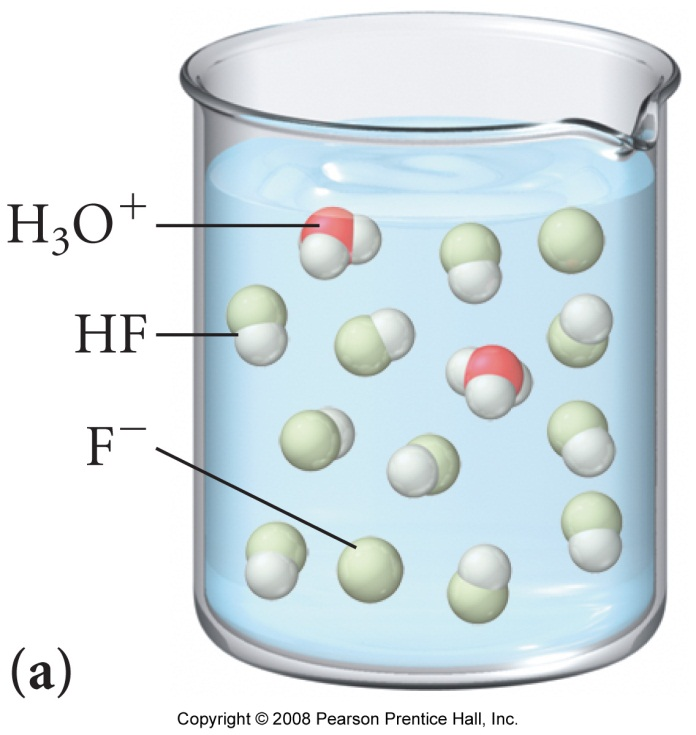 H₃O⁺
HF
F⁻
(a)
Copyright © 2008 Pearson Prentice Hall, Inc.